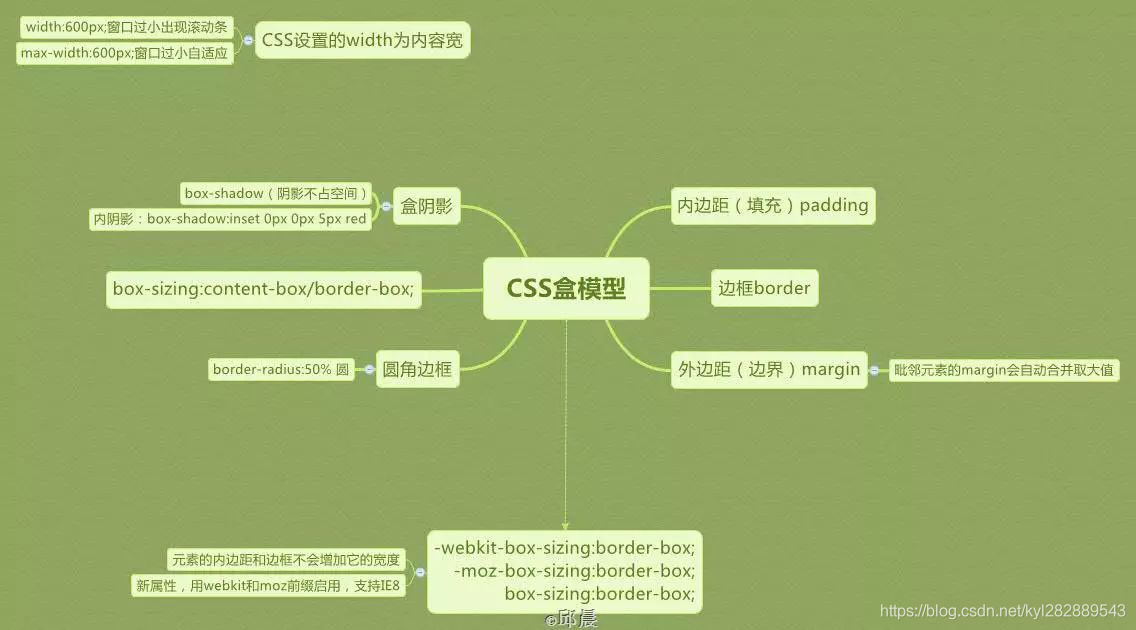 width:600px;窗口过小出现滚动条
max-width:600px;窗口过小自适应
CSS设置的width为内容宽
box-shadow（阴影不占空间）
内阴影：box-shadow:inset 0px 0px 5px red
盒阴影
内边距（填充）padding
box-sizing:content-box/border-box;
CSS盒模型
边框border
border-radius:50% 圆
圆角边框
外边距（边界）margin
毗邻元素的margin会自动合并取大值
元素的内边距和边框不会增加它的宽度
新属性，用webkit和moz前缀启用，支持IE8
-webkit-box-sizing:border-box;
-moz-box-sizing:border-box;
box-sizing:border-box;
©邱晨
https://blog.csdn.net/kyl282889543